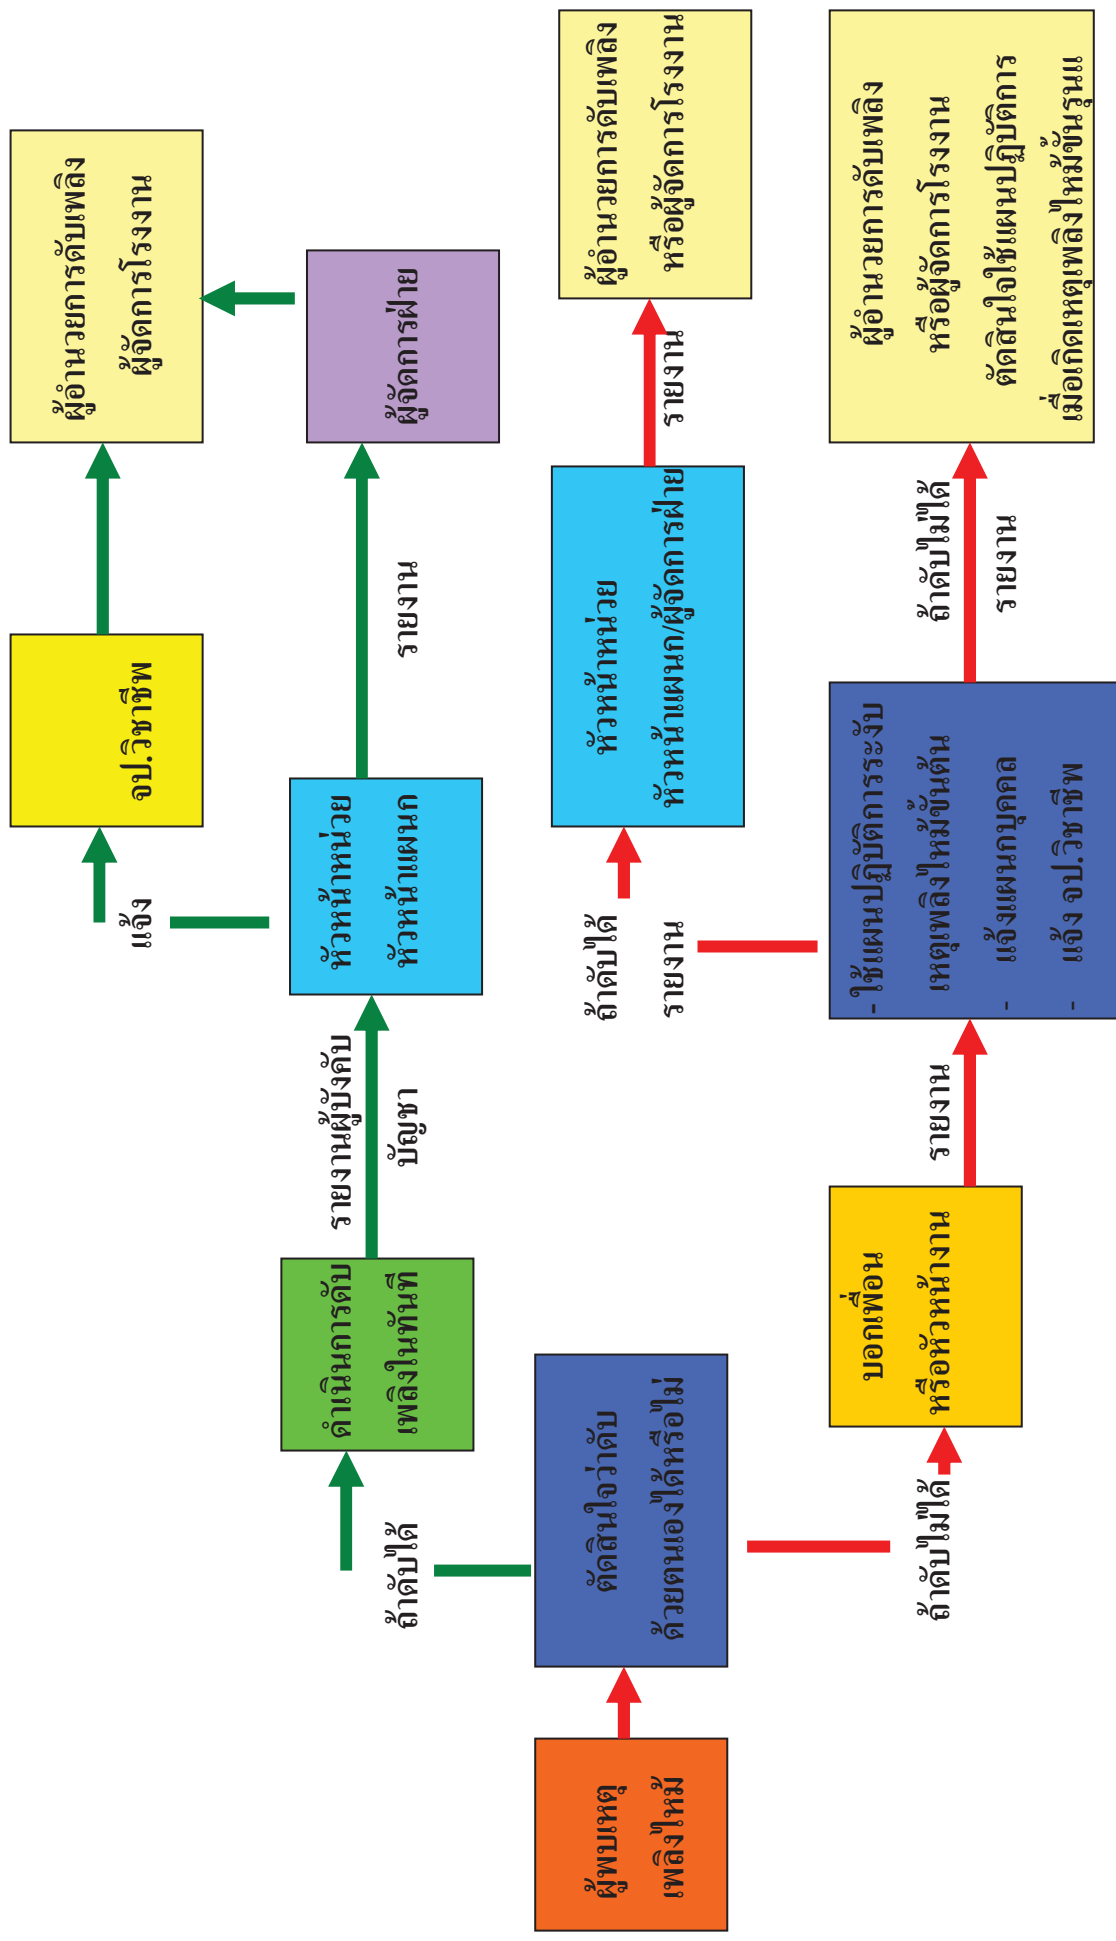 ผู้พบเหตุ
เพลิงไหม้
ตัดสินใจว่าดับ
ด้วยตนเองได้หรือไม่
ถ้าดับได้
ดำเนินการดับ
เพลิงในทันที
รายงานผู้บังคับ
บัญชา
หัวหน้าหน่วย
หัวหน้าแผนก
แจ้ง
จป.วิชาชีพ
ผู้อำนวยการดับเพลิง
ผู้จัดการโรงงาน
รายงาน
ผู้จัดการฝ่าย
ถ้าดับไม่ได้
บอกเพื่อน
หรือหัวหน้างาน
รายงาน
- ใช้แผนปฏิบัติการระงับ
เหตุเพลิงไหม้ขั้นต้น
- แจ้งแผนกบุคคล
- แจ้ง จป.วิชาชีพ
ถ้าดับได้
รายงาน
หัวหน้าหน่วย
หัวหน้าแผนก/ผู้จัดการฝ่าย
รายงาน
ผู้อำนวยการดับเพลิง
หรือผู้จัดการโรงงาน
ถ้าดับไม่ได้
รายงาน
ผู้อำนวยการดับเพลิง
หรือผู้จัดการโรงงาน
ตัดสินใจใช้แผนปฏิบัติการ
เมื่อเกิดเหตุเพลิงไหม้ขั้นรุนแ